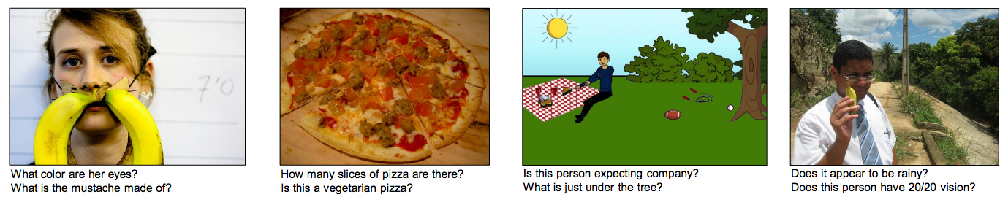 7'0
What color are her eyes?
What is the mustache made of?
How many slices of pizza are there?
Is this a vegetarian pizza?
Is this person expecting company?
What is just under the tree?
Does it appear to be rainy?
Does this person have 20/20 vision?